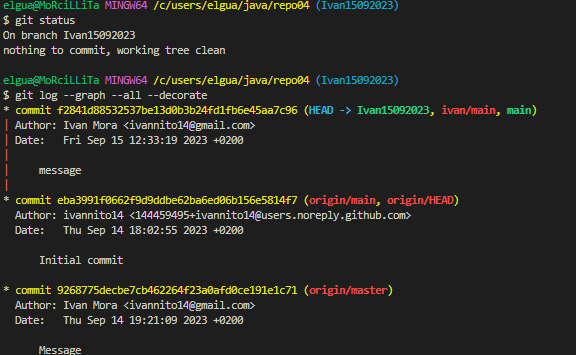 elgua@MoRciLLiTa MINGW64 /c/users/elgua/java/repo04 (Ivan15092023)
$ git status
On branch Ivan15092023
nothing to commit, working tree clean
elgua@MoRciLLiTa MINGW64 /c/users/elgua/java/repo04 (Ivan15092023)
$ git log --graph --all --decorate
* commit f2841d88532537be13d0b3b24fd1fb6e45aa7c96 (HEAD -> Ivan15092023, ivan/main, main)
| Author: Ivan Mora <ivannito14@gmail.com>
| Date:   Fri Sep 15 12:33:19 2023 +0200
|
|     message
|
* commit eba3991f0662f9d9ddbe62ba6ed06b156e5814f7 (origin/main, origin/HEAD)
  Author: ivannito14 <144459495+ivannito14@users.noreply.github.com>
  Date:   Thu Sep 14 18:02:55 2023 +0200
      Initial commit
* commit 9268775decbe7cb462264f23a0afd0ce191e1c71 (origin/master)
  Author: Ivan Mora <ivannito14@gmail.com>
  Date:   Thu Sep 14 19:21:09 2023 +0200
      Message